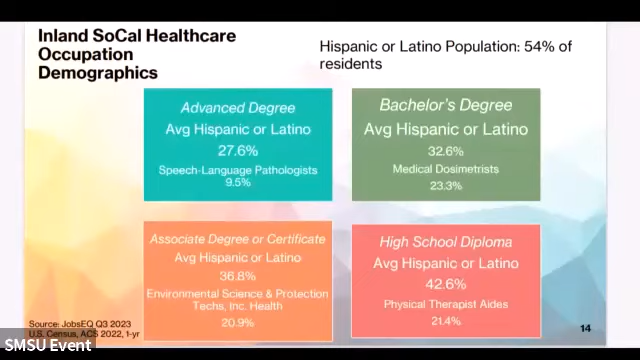 Inland SoCal Healthcare
Occupation
Demographics
Hispanic or Latino Population: 54% of
residents
Advanced Degree
Avg Hispanic or Latino
27.6%
Speech-Language Pathologists
9.5%
Bachelor's Degree
Avg Hispanic or Latino
32.6%
Medical Dosimetrists
23.3%
Associate Degree or Certificate
Avg Hispanic or Latino
36.8%
Environmental Science & Protection
Techs, Inc. Health
20.9%
High School Diploma
Avg Hispanic or Latino
42.6%
Physical Therapist Aides
21.4%
Source: JobsEQ Q3 2023
U.S. Census, ACS 2022, 1-yr
14
SMSU Event